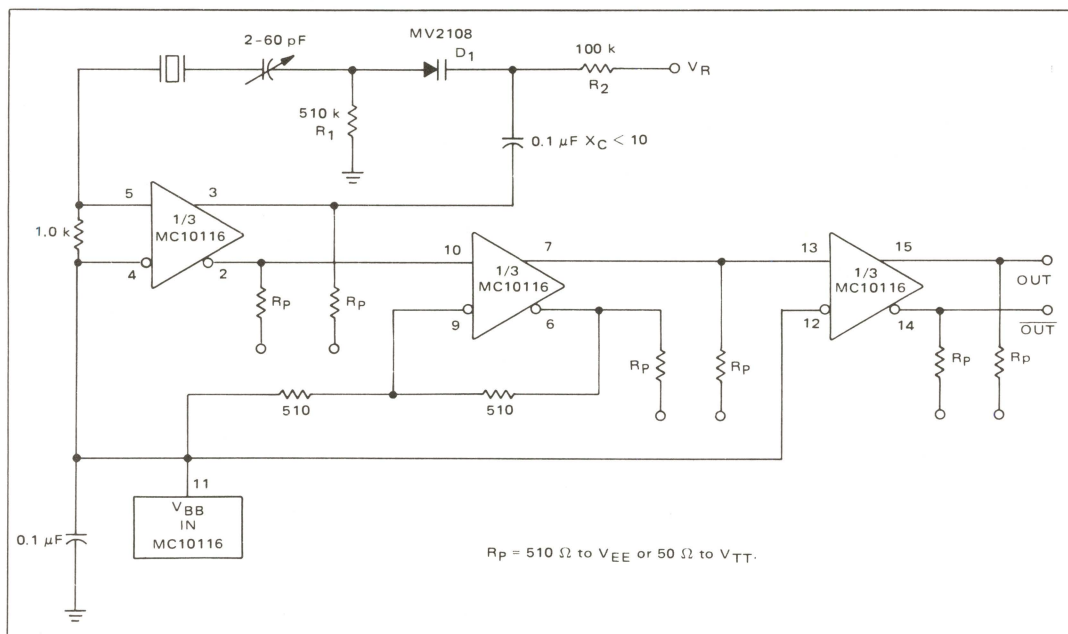 2-60 pF
MV2108
D1
100 k
R2
VR
510 k
R1
0.1 μF XC < 10
5
3
1/3
MC10116
1.0 k
4
2
RP
RP
10
7
1/3
MC10116
9
6
RP
RP
13
15
1/3
MC10116
OUT
12
14
OUT
RP
RP
510
510
11
VBB
IN
MC10116
0.1 μF
RP = 510 Ω to VEE or 50 Ω to VTT.